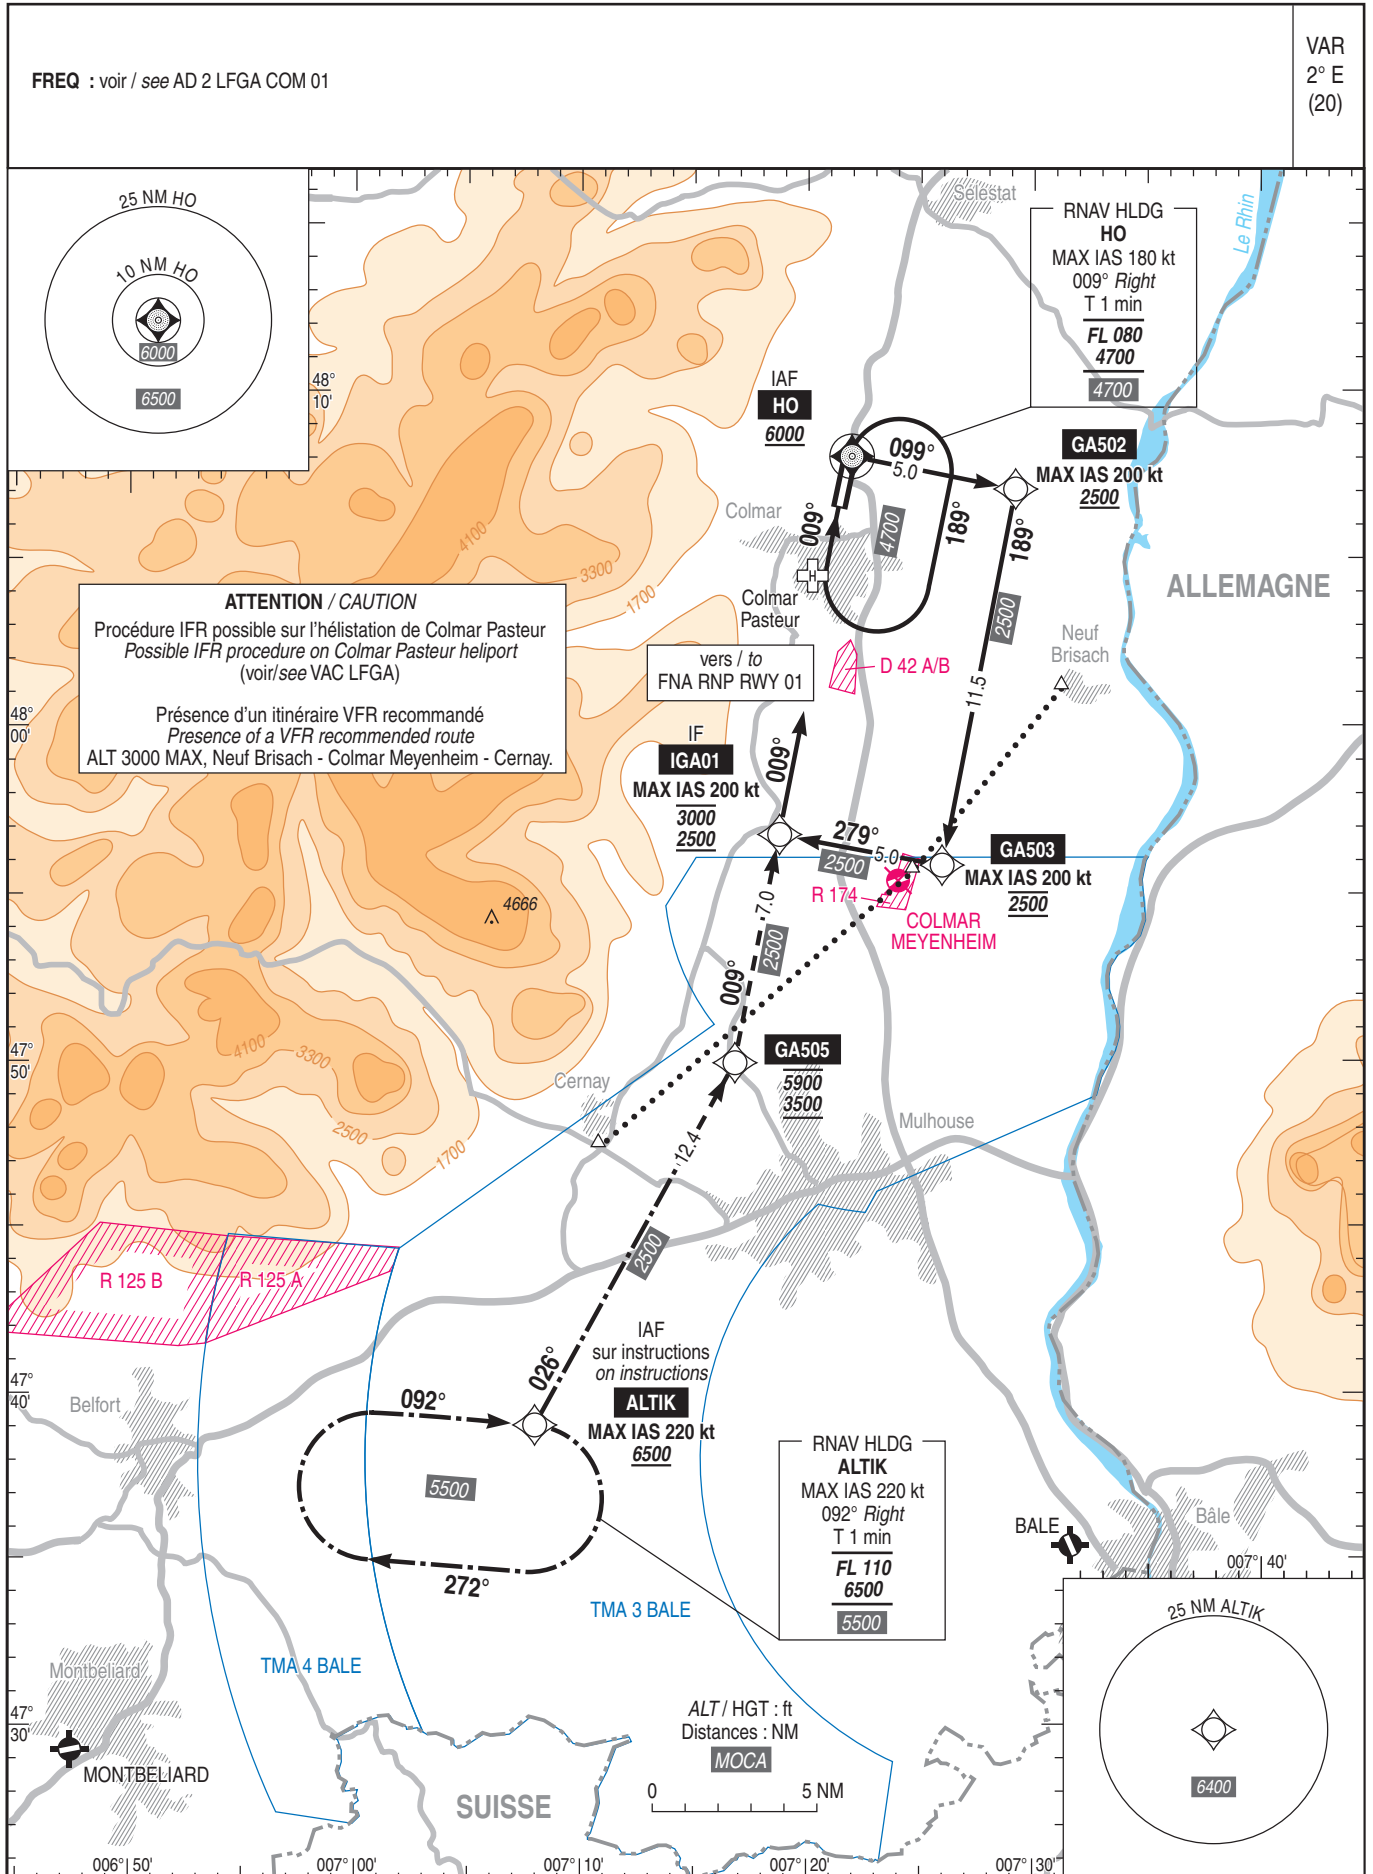 FREQ : voir / see AD 2 LFGA COM 01
VAR
2° E
(20)
25 NM HO
10 NM HO
6000
6500
48°
10'
Sélestat
Le Rhin
RNAV HLDG
HO
MAX IAS 180 kt
009° Right
T 1 min
FL 080
4700
4700
IAF
HO
6000
099°
5.0
GA502
MAX IAS 200 kt
2500
Colmar
009°
4700
189°
189°
4100
3300
1700
ALLEMAGNE
ATTENTION / CAUTION
Procédure IFR possible sur l'hélistation de Colmar Pasteur
Possible IFR procedure on Colmar Pasteur heliport
(voir/see VAC LFGA)
Présence d'un itinéraire VFR recommandé
Presence of a VFR recommended route
ALT 3000 MAX, Neuf Brisach - Colmar Meyenheim - Cernay.
H
Colmar
Pasteur
2500
Neuf
Brisach
vers / to
FNA RNP RWY 01
D 42 A/B
11.5
48°
00'
IF
IGA01
MAX IAS 200 kt
3000
2500
009°
279°
5.0
2500
GA503
MAX IAS 200 kt
2500
R 174
COLMAR
MEYENHEIM
4666
7.0
2500
009°
47°
50'
4100
3300
2500
1700
GA505
5900
3500
Cernay
Mulhouse
12.4
2500
R 125 B
R 125 A
IAF
sur instructions
on instructions
ALTIK
MAX IAS 220 kt
6500
026°
47°
40'
Belfort
092°
5500
272°
RNAV HLDG
ALTIK
MAX IAS 220 kt
092° Right
T 1 min
FL 110
6500
5500
BALE
Bâle
007° 40'
TMA 3 BALE
TMA 4 BALE
25 NM ALTIK
6400
Montbeliard
47°
30'
MONTBELIARD
ALT / HGT : ft
Distances : NM
MOCA
0
5 NM
SUISSE
006° 50'
007° 00'
007° 10'
007° 20'
007° 30'